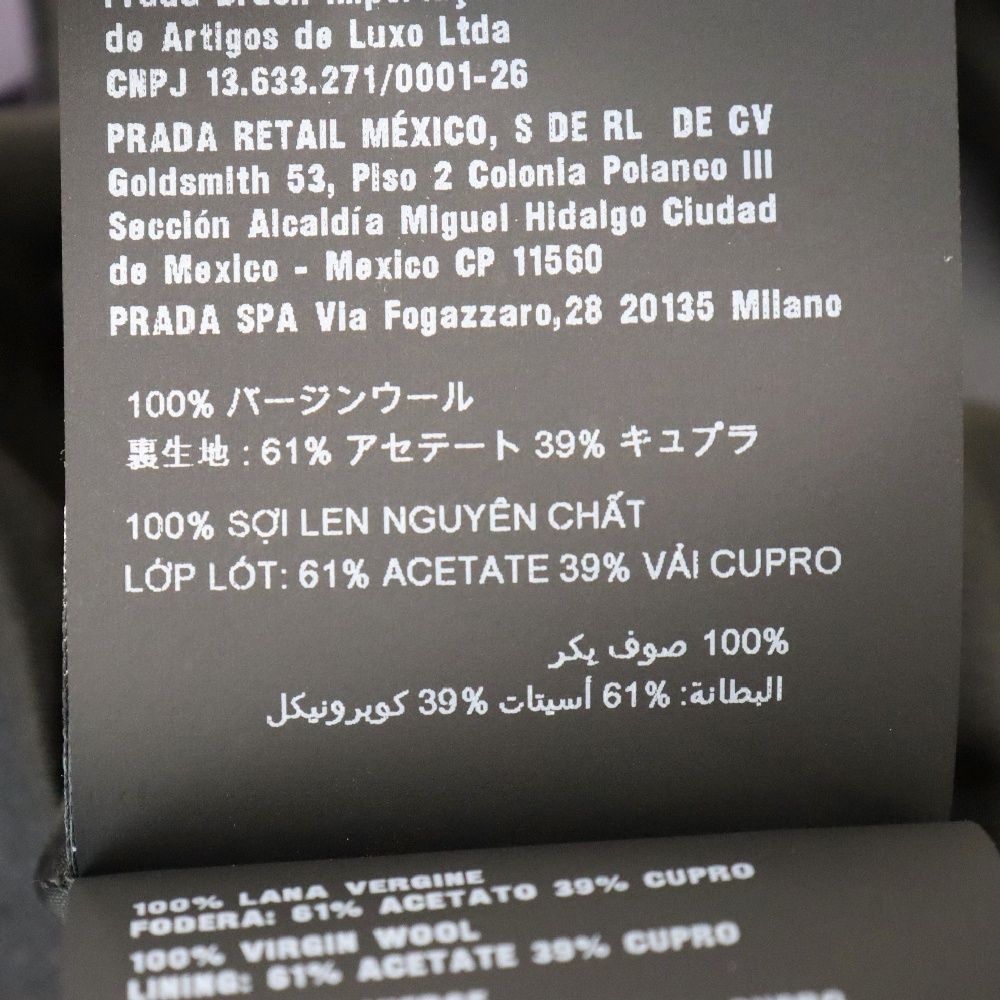 Prada Brasil Importaç
de Artigos de Luxo Ltda
CNPJ 13.633.271/0001-26
PRADA RETAIL MÉXICO, S DE RL DE CV
Goldsmith 53, Piso 2 Colonia Polanco III
Sección Alcaldía Miguel Hidalgo Ciudad
de Mexico - Mexico CP 11560
PRADA SPA Via Fogazzaro,28 20135 Milano
100% バージンウール
裏生地 : 61% アセテート 39% キュプラ
100% SỢI LEN NGUYÊN CHẤT
LỚP LÓT: 61% ACETATE 39% VẢI CUPRO
100% صوف بكر
البطانة: 61% أسيتات 39% كوبرونيكل
100% LANA VERGINE
FODERA: 61% ACETATO 39% CUPRO
100% VIRGIN WOOL
LINING: 61% ACETATE 39% CUPRO